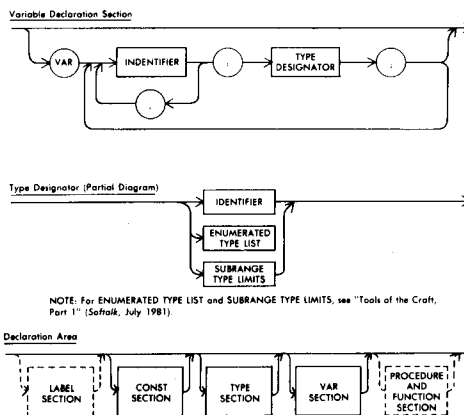 Variable Declaration Section
VAR
INDENTIFIER
:
TYPE
DESIGNATOR
;
,
Type Designator (Partial Diagram)
IDENTIFIER
ENUMERATED
TYPE LIST
SUBRANGE
TYPE LIMITS
NOTE: For ENUMERATED TYPE LIST and SUBRANGE TYPE LIMITS, see "Tools of the Craft,
Part 1" (Softalk, July 1981).
Declaration Area
LABEL
SECTION
CONST
SECTION
TYPE
SECTION
VAR
SECTION
PROCEDURE
AND
FUNCTION
SECTION